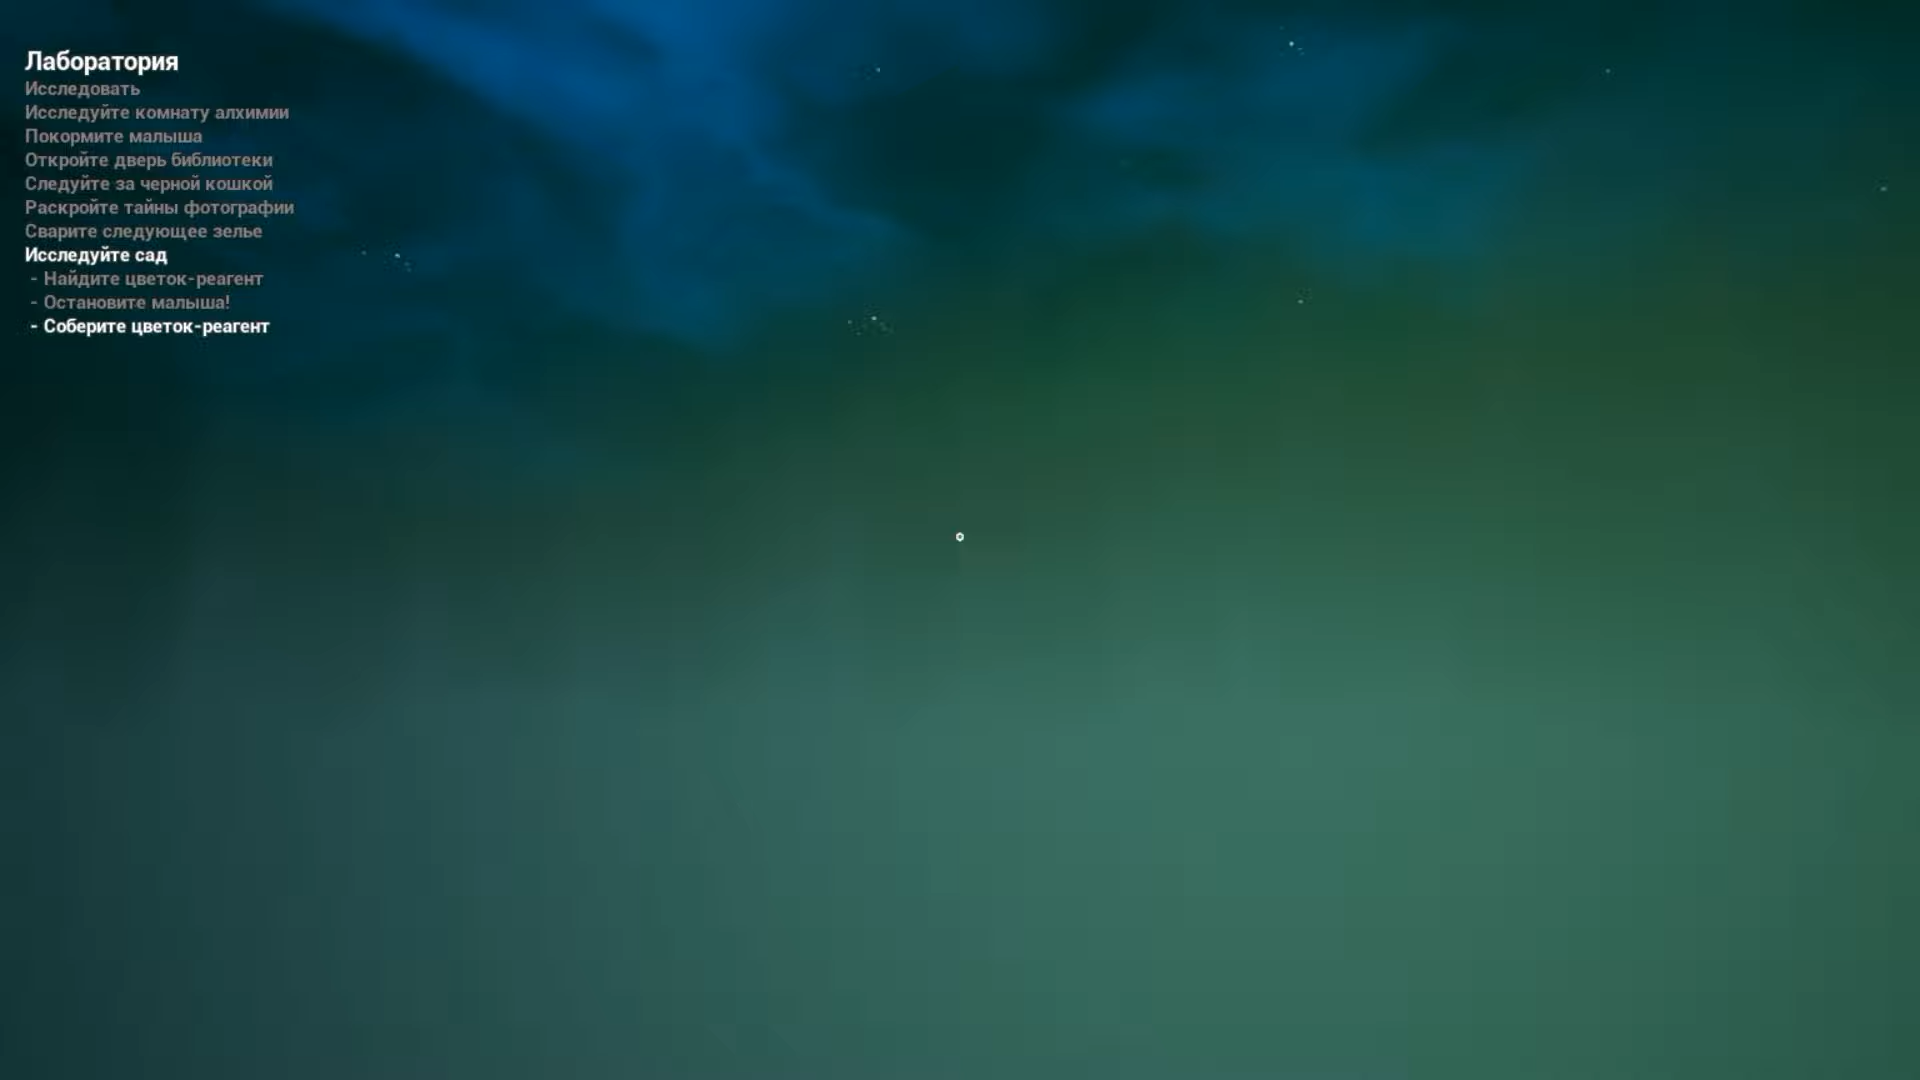 Лаборатория
Исследовать
Исследуйте комнату алхимии
Покормите малыша
Откройте дверь библиотеки
Следуйте за черной кошкой
Раскройте тайны фотографии
Сварите следующее зелье
Исследуйте сад
- Найдите цветок-реагент
- Остановите малыша!
- Соберите цветок-реагент